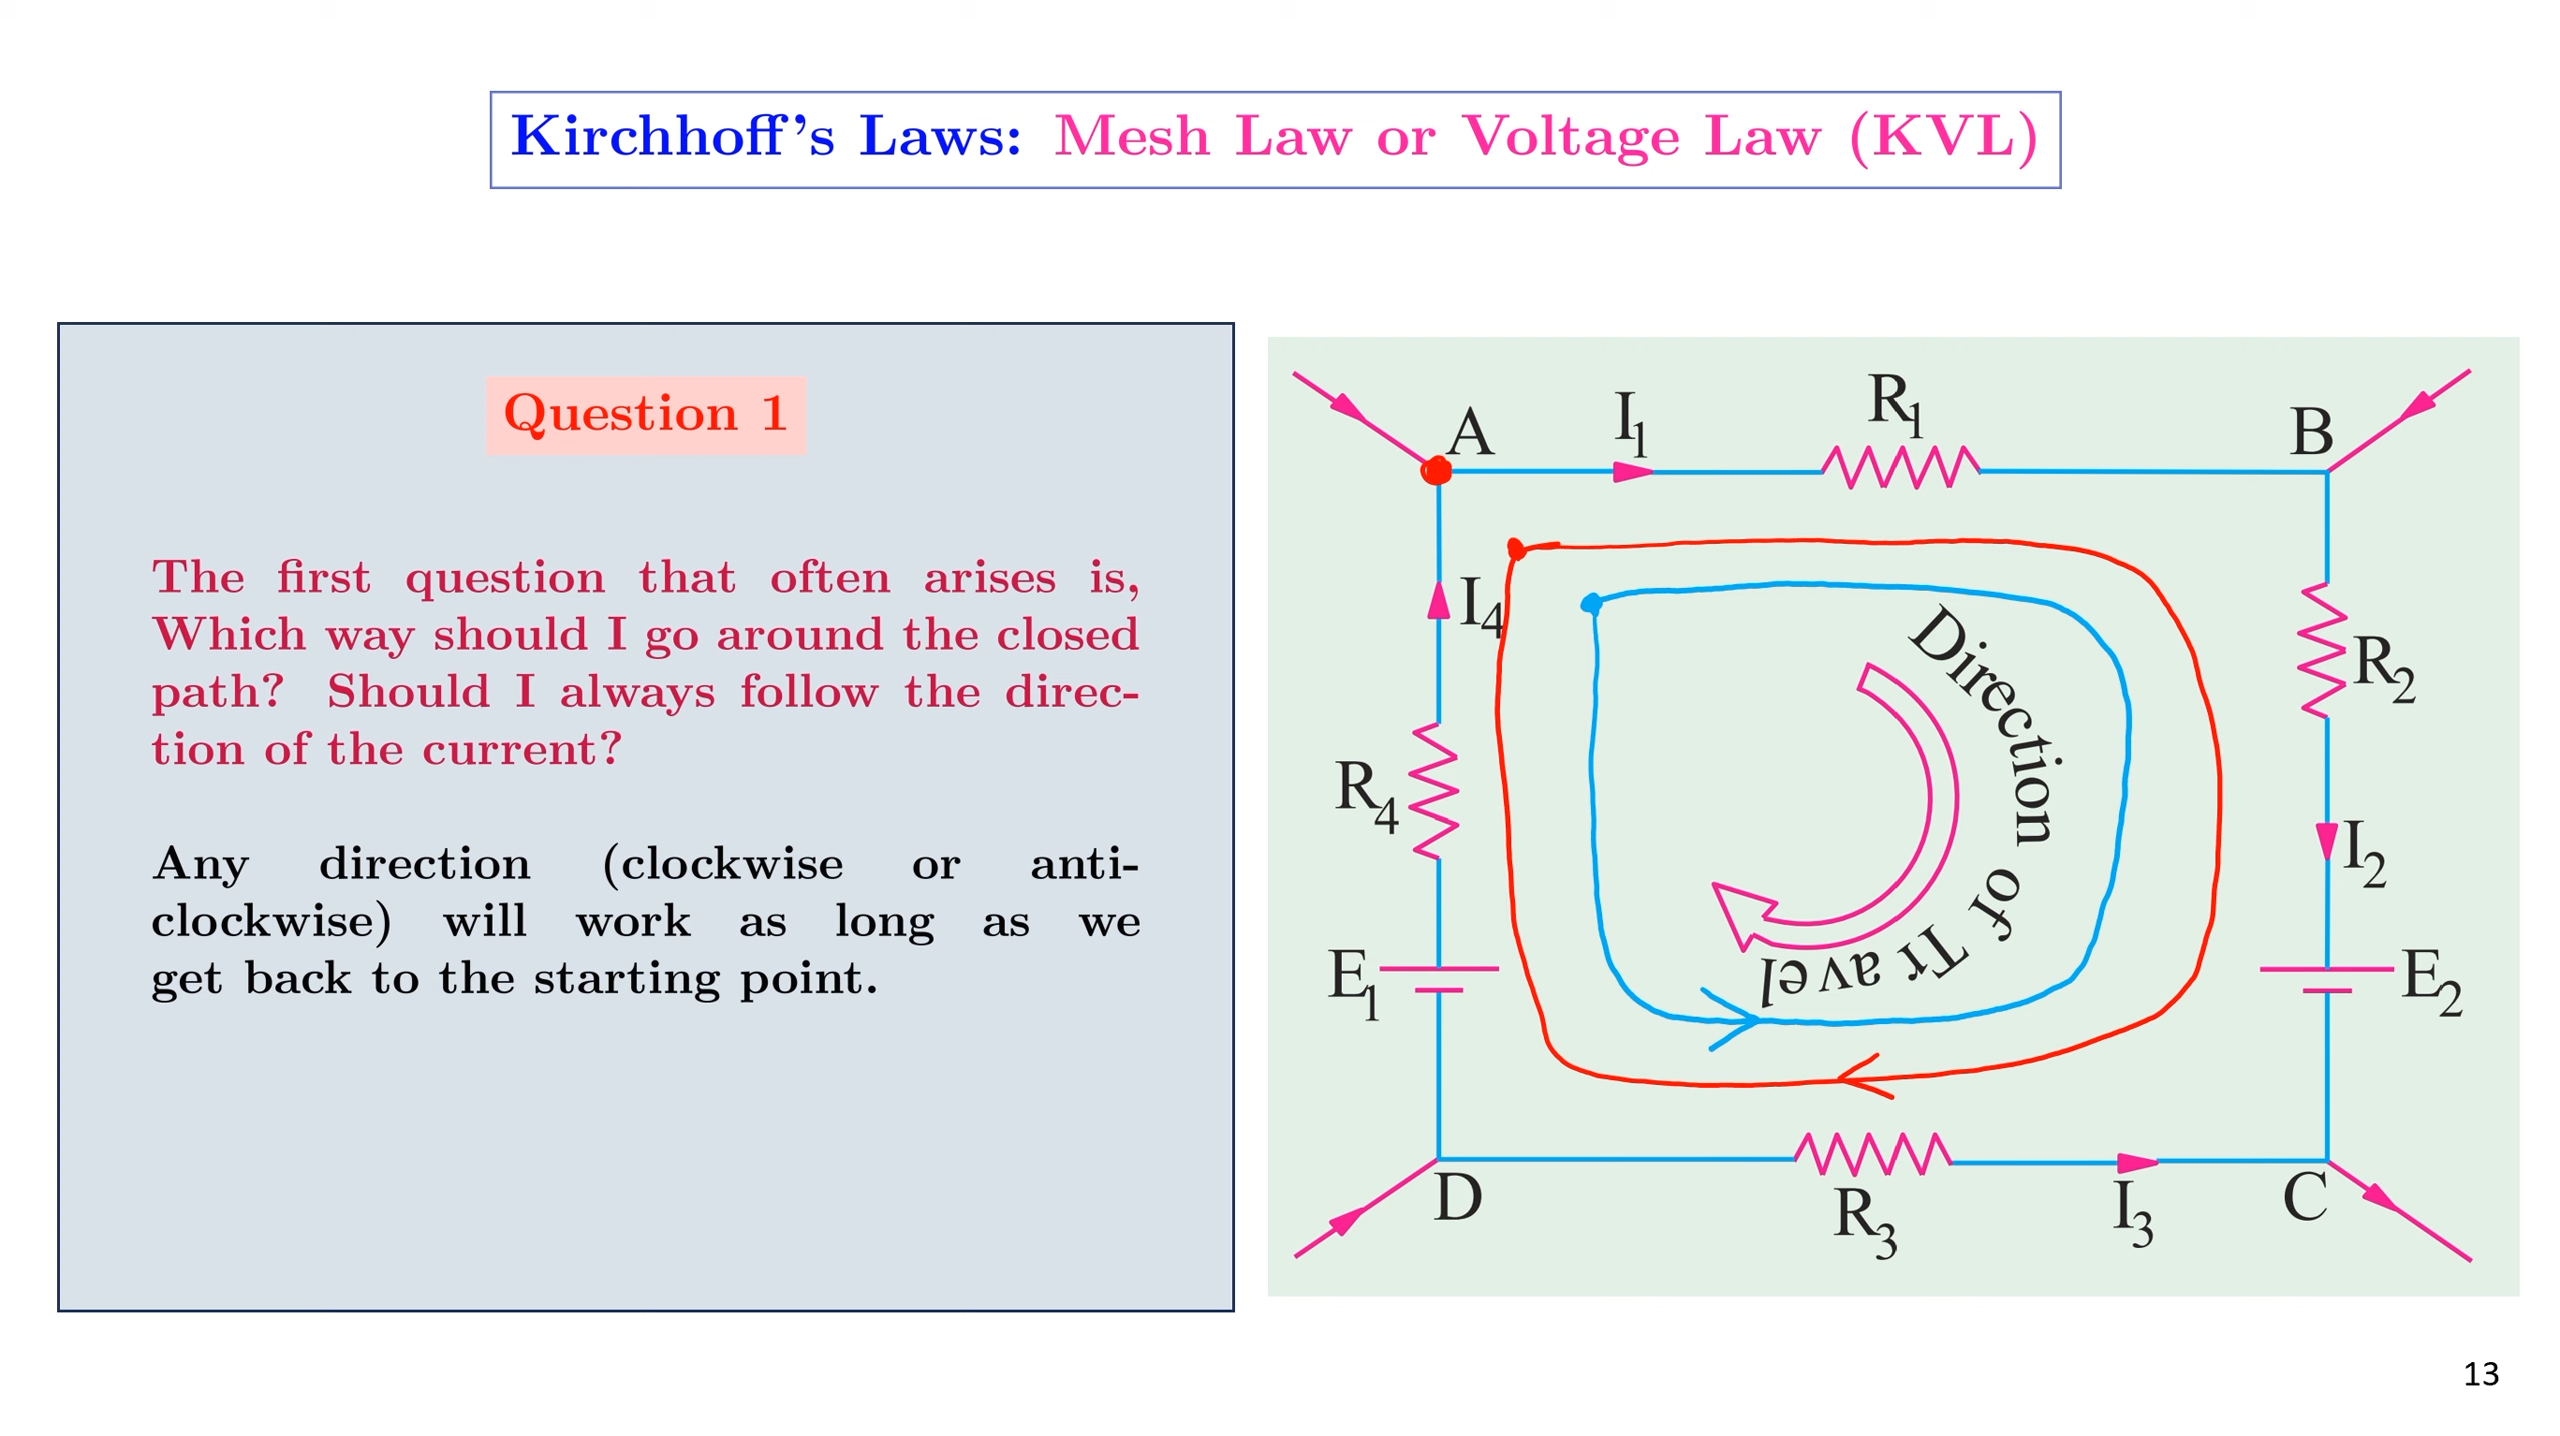 Kirchhoff's Laws: Mesh Law or Voltage Law (KVL)
Question 1
The first question that often arises is,
Which way should I go around the closed
path? Should I always follow the direc-
tion of the current?
Any direction (clockwise or anti-
clockwise) will work as long as we
get back to the starting point.
A
I1
R1
B
I4
R2
Direction of Travel
R4
I2
E1
E2
D
R3
I3
C
13